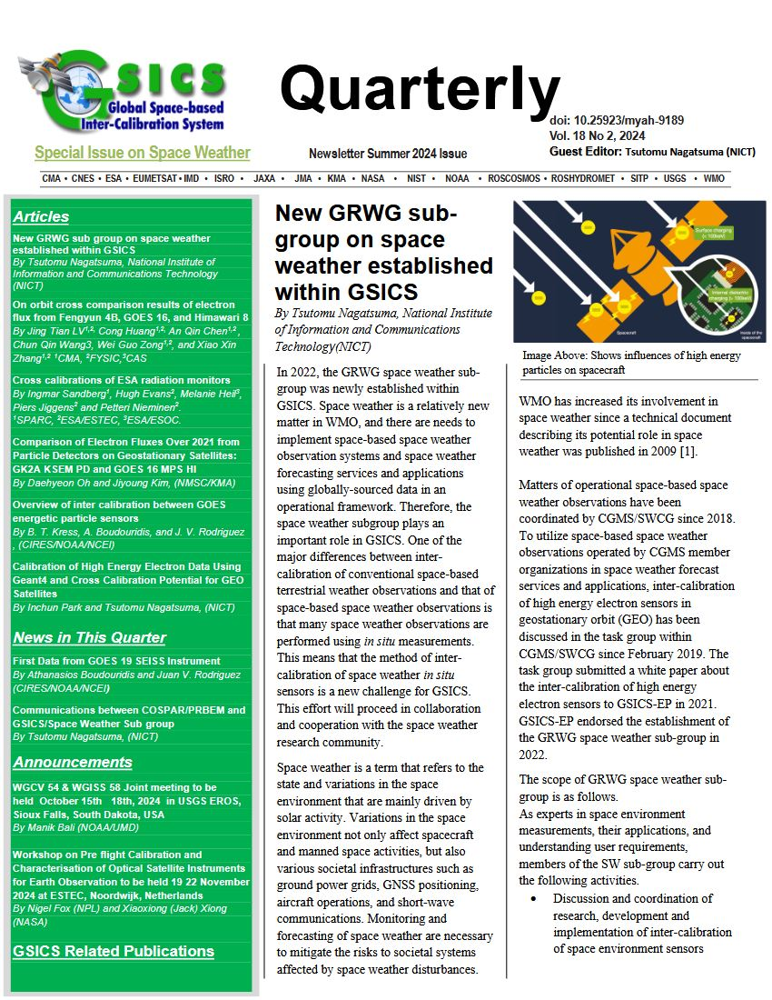 GSICS
Global Space-based
Inter-Calibration System
Quarterly
doi: 10.25923/myah-9189
Vol. 18 No 2, 2024
Special Issue on Space Weather
Newsletter Summer 2024 Issue
Guest Editor: Tsutomu Nagatsuma (NICT)
CMA • CNES • ESA • EUMETSAT • IMD • ISRO • JAXA • JMA • KMA • NASA • NIST • NOAA • ROSCOSMOS • ROSHYDROMET • SITP • USGS • WMO
Articles
New GRWG sub group on space weather
established within GSICS
By Tsutomu Nagatsuma, National Institute of
Information and Communications Technology
(NICT)
On orbit cross comparison results of electron
flux from Fengyun 4B, GOES 16, and Himawari 8
By Jing Tian LV1,2, Cong Huang1,2, An Qin Chen1,2 ,
Chun Qin Wang3, Wei Guo Zong1,2, and Xiao Xin
Zhang1,2 1CMA, 2FYSIC,3CAS
Cross calibrations of ESA radiation monitors
By Ingmar Sandberg1, Hugh Evans2, Melanie Heil3,
Piers Jiggens2 and Petteri Nieminen2.
1SPARC, 2ESA/ESTEC, 3ESA/ESOC.
Comparison of Electron Fluxes Over 2021 from
Particle Detectors on Geostationary Satellites:
GK2A KSEM PD and GOES 16 MPS HI
By Daehyeon Oh and Jiyoung Kim, (NMSC/KMA)
Overview of inter calibration between GOES
energetic particle sensors
By B. T. Kress, A. Boudouridis, and J. V. Rodriguez
, (CIRES/NOAA/NCEI)
Calibration of High Energy Electron Data Using
Geant4 and Cross Calibration Potential for GEO
Satellites
By Inchun Park and Tsutomu Nagatsuma, (NICT)
News in This Quarter
First Data from GOES 19 SEISS Instrument
By Athanasios Boudouridis and Juan V. Rodriguez
(CIRES/NOAA/NCEI)
Communications between COSPAR/PRBEM and
GSICS/Space Weather Sub group
By Tsutomu Nagatsuma, (NICT)
Announcements
WGCV 54 & WGISS 58 Joint meeting to be
held October 15th 18th, 2024 in USGS EROS,
Sioux Falls, South Dakota, USA
By Manik Bali (NOAA/UMD)
Workshop on Pre flight Calibration and
Characterisation of Optical Satellite Instruments
for Earth Observation to be held 19 22 November
2024 at ESTEC, Noordwijk, Netherlands
By Nigel Fox (NPL) and Xiaoxiong (Jack) Xiong
(NASA)
GSICS Related Publications
New GRWG sub-
group on space
weather established
within GSICS
By Tsutomu Nagatsuma, National Institute
of Information and Communications
Technology(NICT)
In 2022, the GRWG space weather sub-
group was newly established within
GSICS. Space weather is a relatively new
matter in WMO, and there are needs to
implement space-based space weather
observation systems and space weather
forecasting services and applications
using globally-sourced data in an
operational framework. Therefore, the
space weather subgroup plays an
important role in GSICS. One of the
major differences between inter-
calibration of conventional space-based
terrestrial weather observations and that of
space-based space weather observations is
that many space weather observations are
performed using in situ measurements.
This means that the method of inter-
calibration of space weather in situ
sensors is a new challenge for GSICS.
This effort will proceed in collaboration
and cooperation with the space weather
research community.
Space weather is a term that refers to the
state and variations in the space
environment that are mainly driven by
solar activity. Variations in the space
environment not only affect spacecraft
and manned space activities, but also
various societal infrastructures such as
ground power grids, GNSS positioning,
aircraft operations, and short-wave
communications. Monitoring and
forecasting of space weather are necessary
to mitigate the risks to societal systems
affected by space weather disturbances.
Surface charging
(< 100keV)
Internal dielectric
charging (> 100keV)
Spacecraft
Inside of the
spacecraft
Image Above: Shows influences of high energy
particles on spacecraft
WMO has increased its involvement in
space weather since a technical document
describing its potential role in space
weather was published in 2009 [1].
Matters of operational space-based space
weather observations have been
coordinated by CGMS/SWCG since 2018.
To utilize space-based space weather
observations operated by CGMS member
organizations in space weather forecast
services and applications, inter-calibration
of high energy electron sensors in
geostationary orbit (GEO) has been
discussed in the task group within
CGMS/SWCG since February 2019. The
task group submitted a white paper about
the inter-calibration of high energy
electron sensors to GSICS-EP in 2021.
GSICS-EP endorsed the establishment of
the GRWG space weather sub-group in
2022.
The scope of GRWG space weather sub-
group is as follows.
As experts in space environment
measurements, their applications, and
understanding user requirements,
members of the SW sub-group carry out
the following activities.
• Discussion and coordination of
research, development and
implementation of inter-calibration
of space environment sensors